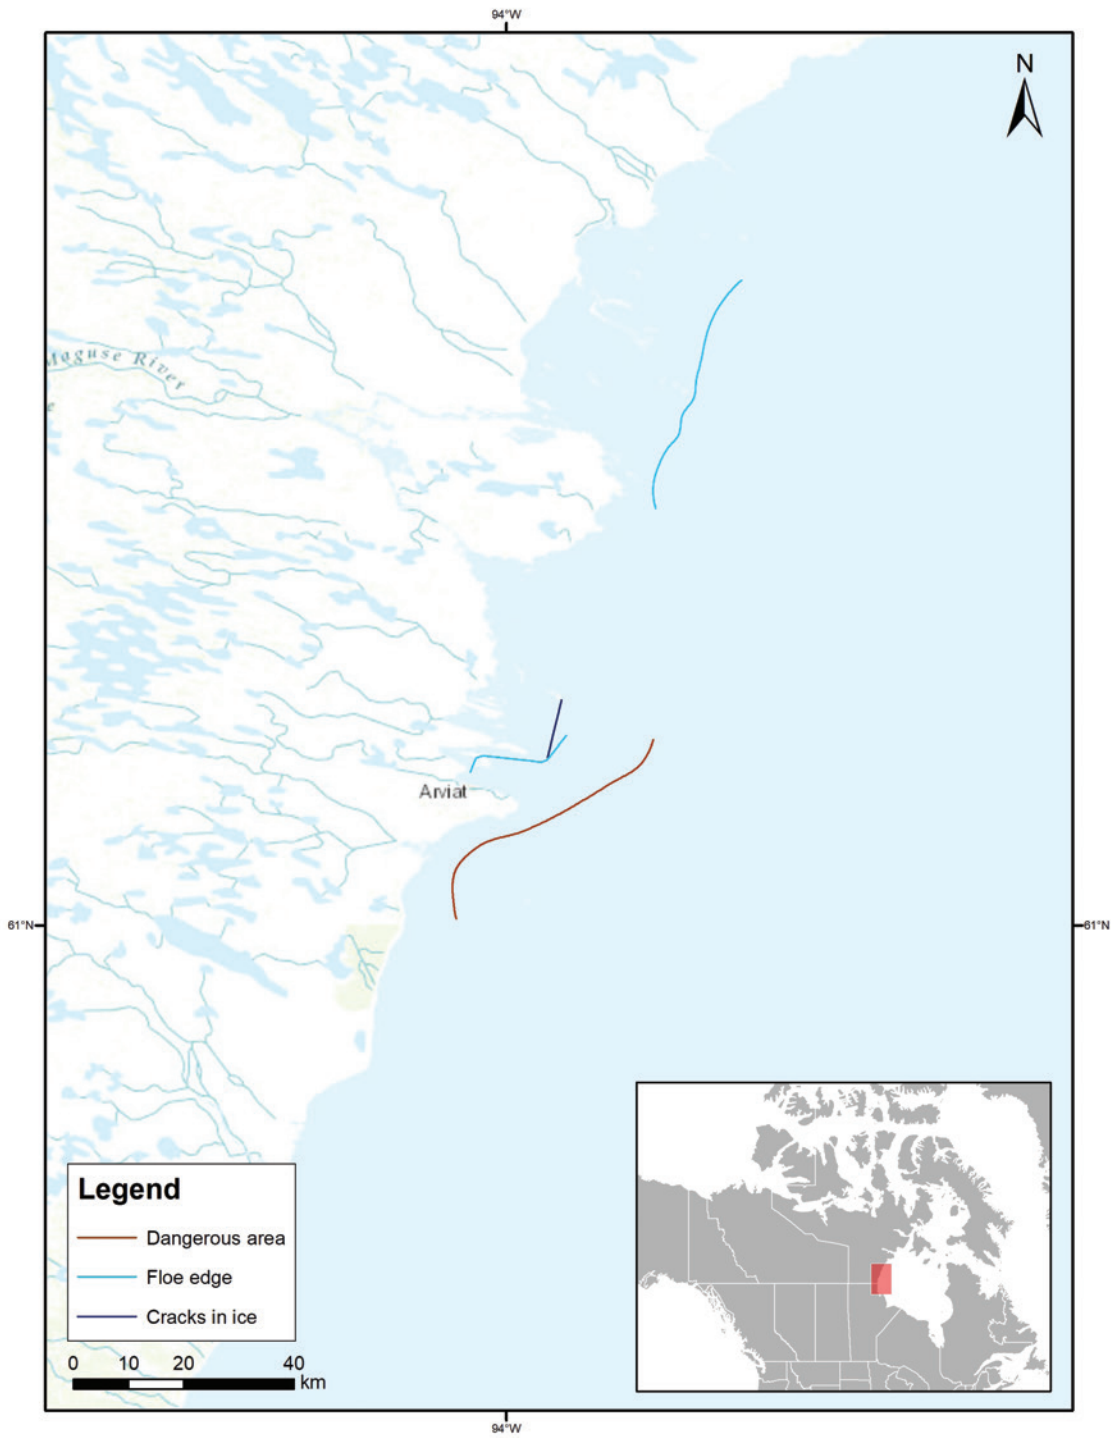 94°W
N
Maguse River
e
Arviat
61°N
61°N
Legend
Dangerous area
Floe edge
Cracks in ice
0 10 20 40
km
94°W